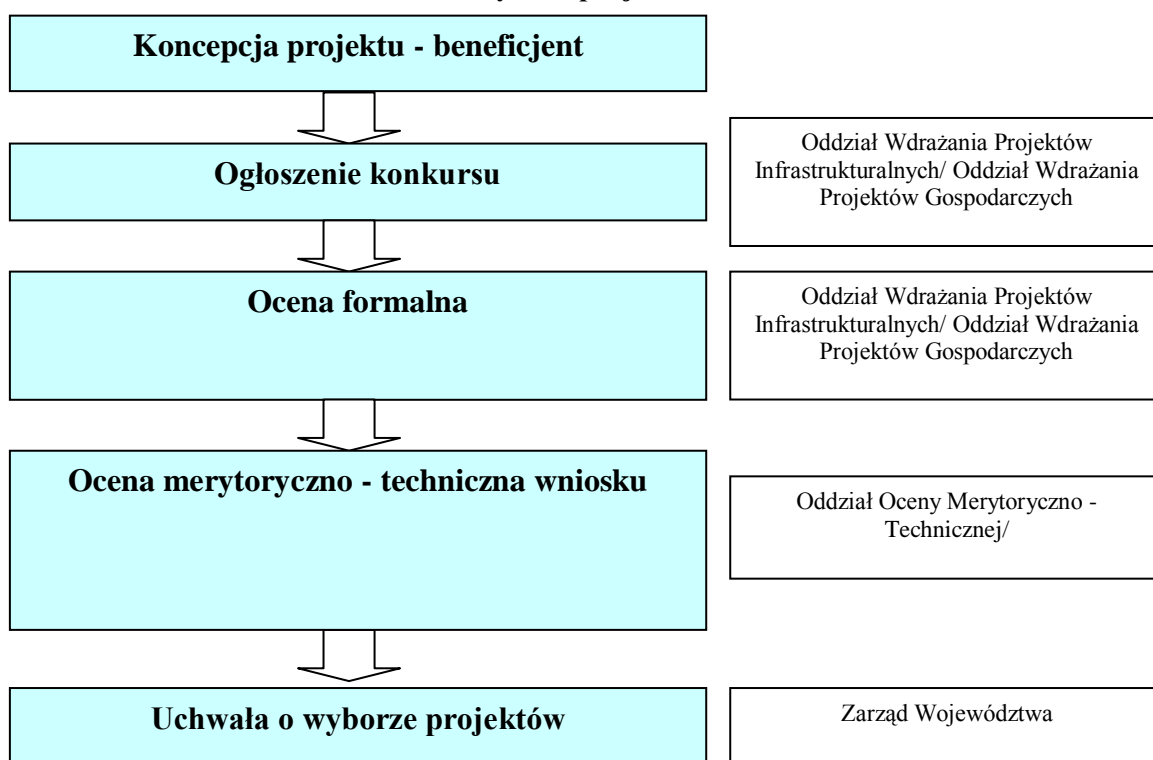 Koncepcja projektu - beneficjent
Ogłoszenie konkursu
Oddział Wdrażania Projektów
Infrastrukturalnych/ Oddział Wdrażania
Projektów Gospodarczych
Ocena formalna
Oddział Wdrażania Projektów
Infrastrukturalnych/ Oddział Wdrażania
Projektów Gospodarczych
Ocena merytoryczno - techniczna wniosku
Oddział Oceny Merytoryczno -
Technicznej/
Uchwała o wyborze projektów
Zarząd Województwa